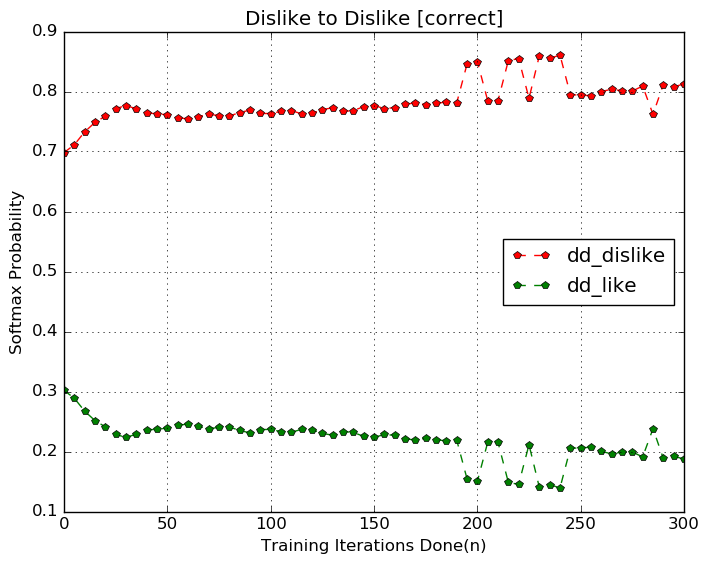 Dislike to Dislike [correct]
0.9
0.8
0.7
0.6
0.5
0.4
0.3
0.2
0.1
Softmax Probability
dd_dislike
dd_like
0 50 100 150 200 250 300
Training Iterations Done(n)